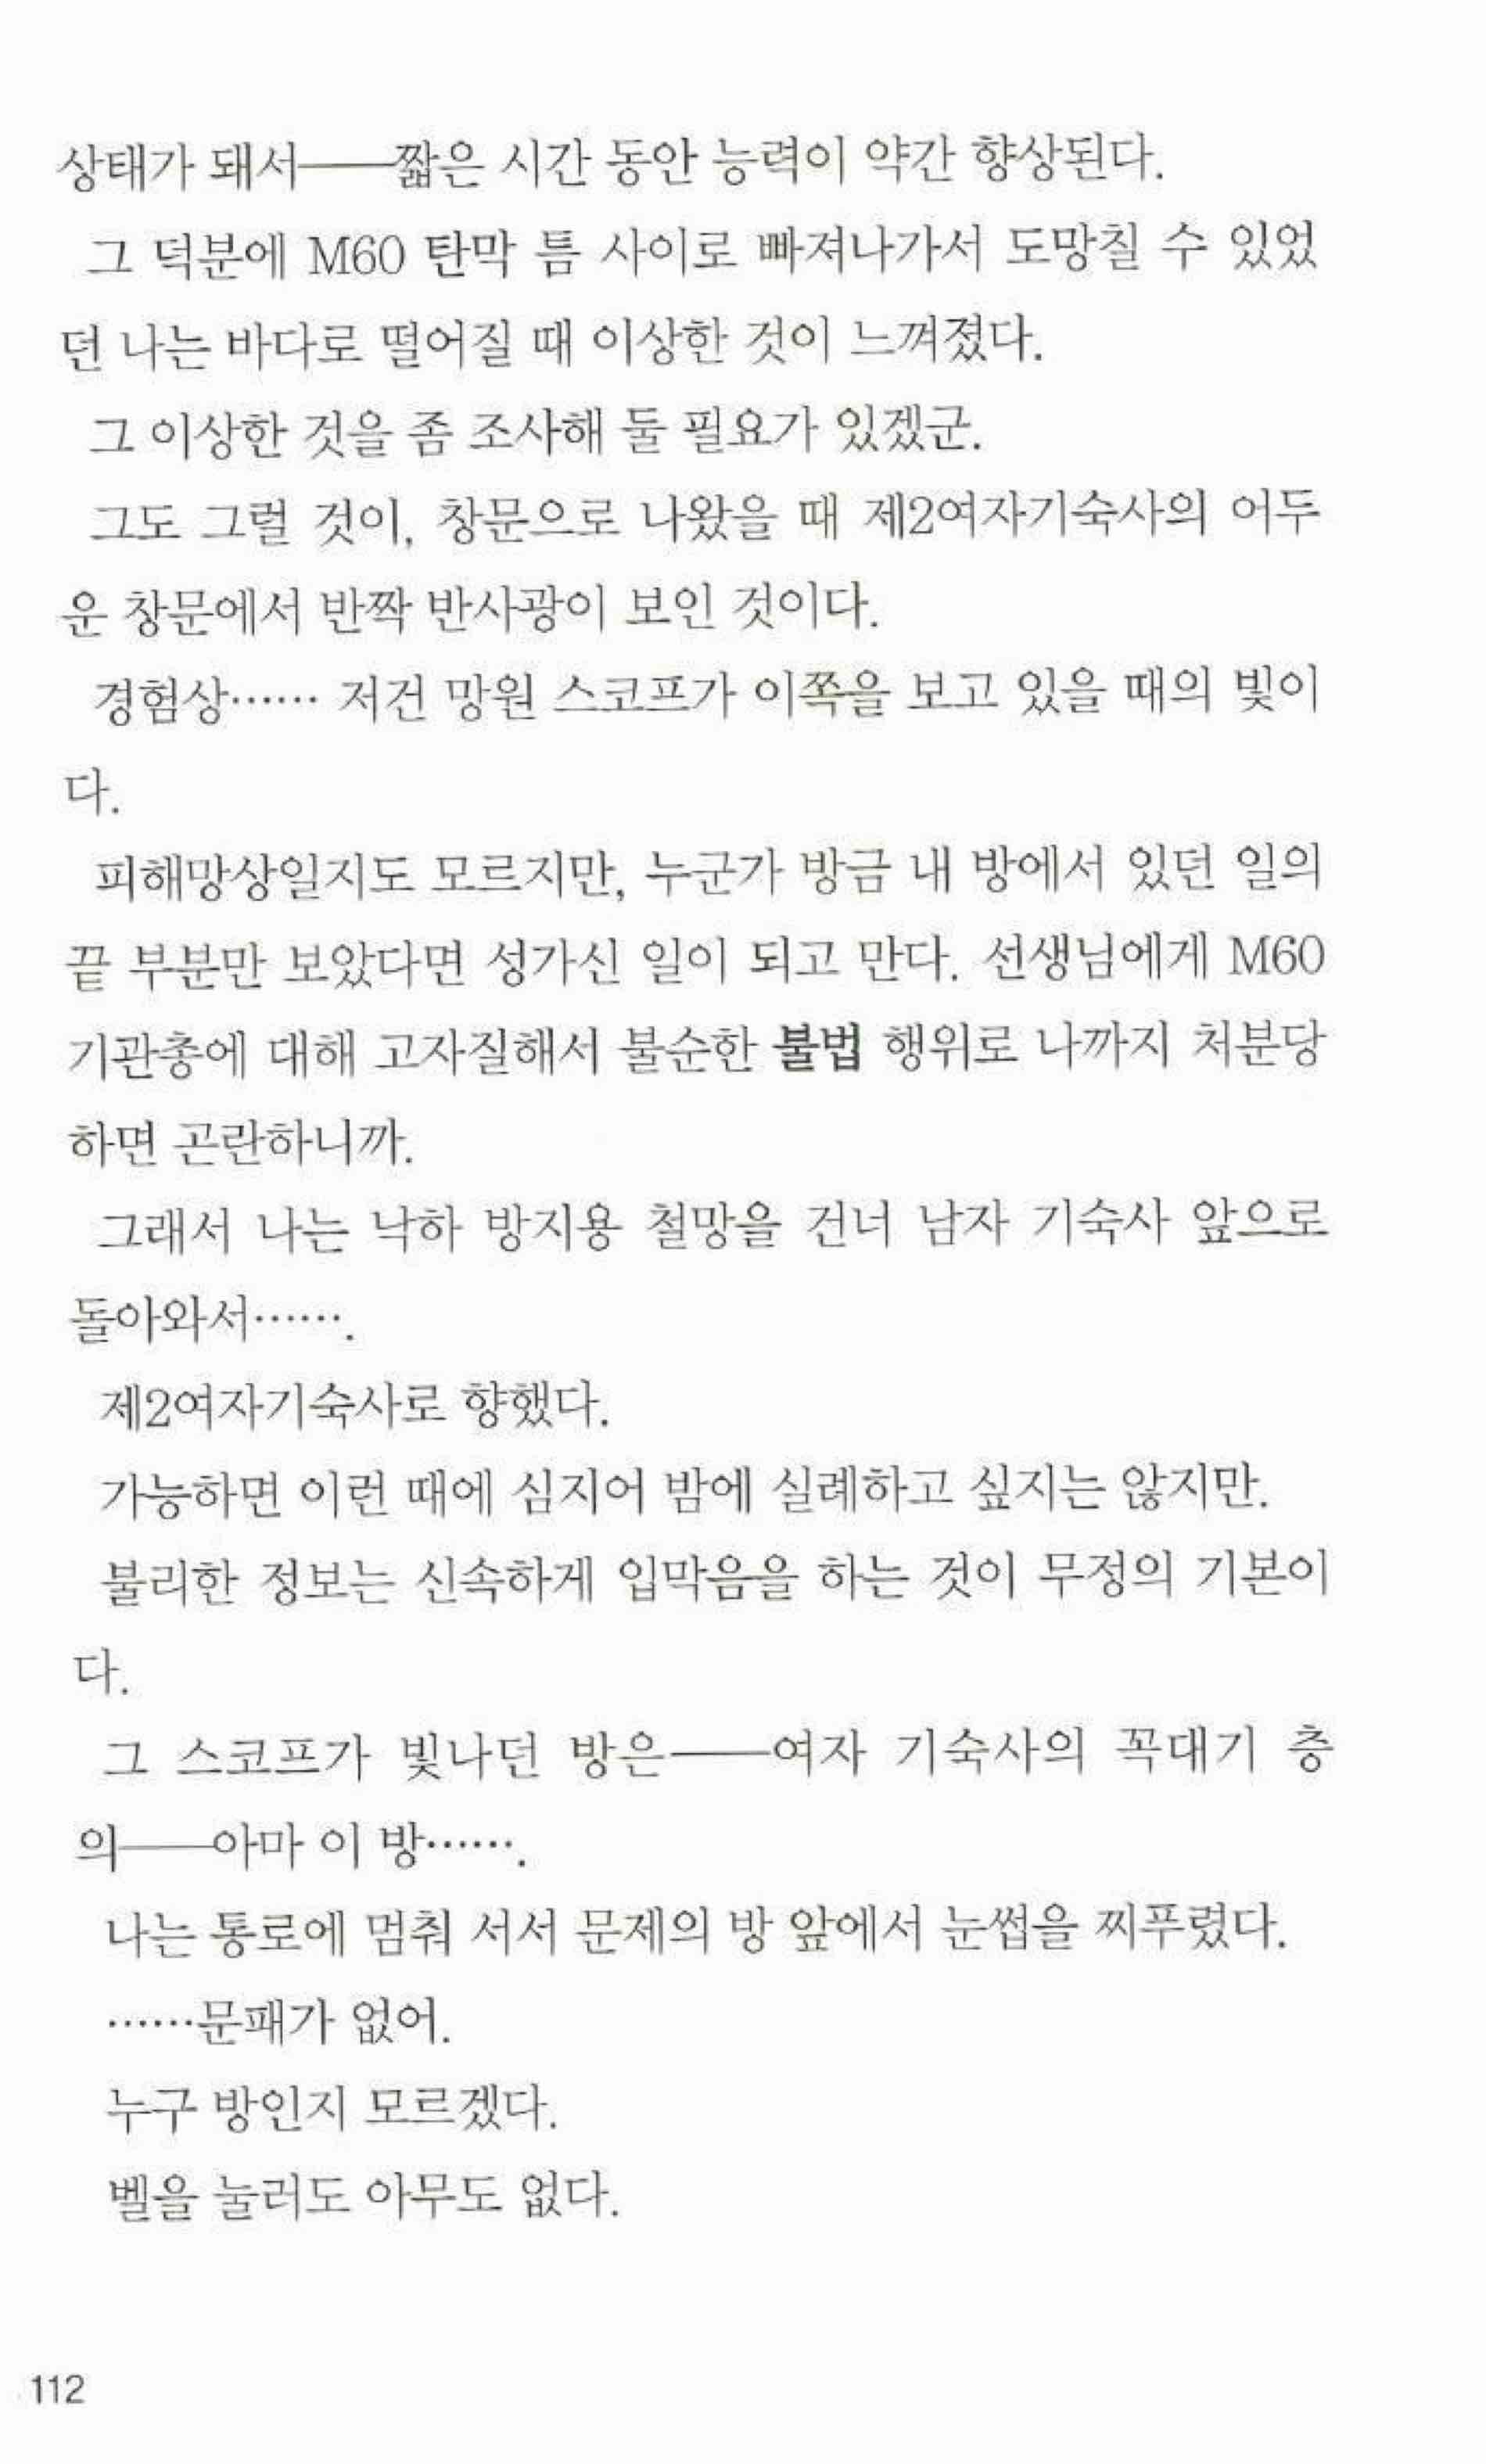 상태가 돼서──짧은 시간 동안 능력이 약간 향상된다.
그 덕분에 M60 탄막 틈 사이로 빠져나가서 도망칠 수 있었
던 나는 바다로 떨어질 때 이상한 것이 느껴졌다.
그 이상한 것을 좀 조사해 둘 필요가 있겠군.
그도 그럴 것이, 창문으로 나왔을 때 제2여자기숙사의 어두
운 창문에서 반짝 반사광이 보인 것이다.
경험상…… 저건 망원 스코프가 이쪽을 보고 있을 때의 빛이
다.
피해망상일지도 모르지만, 누군가 방금 내 방에서 있던 일의
끝 부분만 보았다면 성가신 일이 되고 만다. 선생님에게 M60
기관총에 대해 고자질해서 불순한 불법 행위로 나까지 처분당
하면 곤란하니까.
그래서 나는 낙하 방지용 철망을 건너 남자 기숙사 앞으로
돌아와서…….
제2여자기숙사로 향했다.
가능하면 이런 때에 심지어 밤에 실례하고 싶지는 않지만.
불리한 정보는 신속하게 입막음을 하는 것이 무정의 기본이
다.
그 스코프가 빛나던 방은──여자 기숙사의 꼭대기 층
의──아마 이 방…….
나는 통로에 멈춰 서서 문제의 방 앞에서 눈썹을 찌푸렸다.
……문패가 없어.
누구 방인지 모르겠다.
벨을 눌러도 아무도 없다.
112